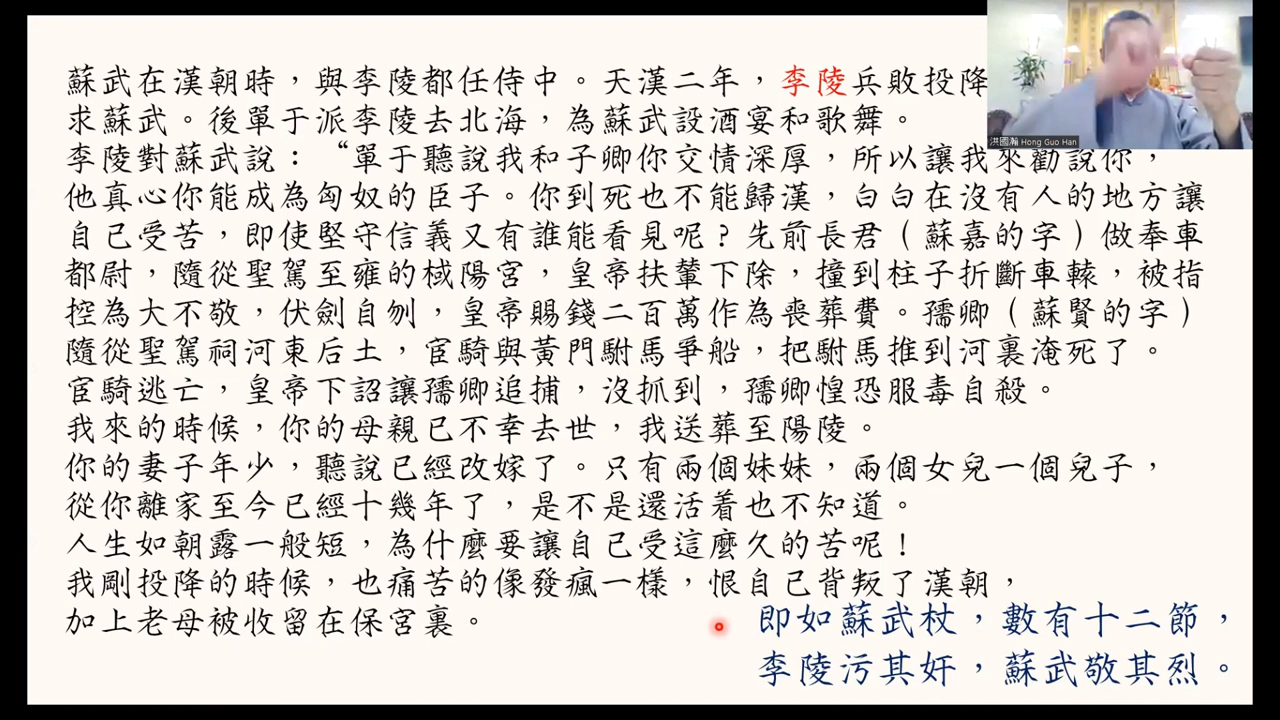 蘇武在漢朝時，與李陵都任侍中。天漢二年，李陵兵敗投降
求蘇武。後單于派李陵去北海，為蘇武設酒宴和歌舞。
洪國瀚 Hong Guo Han
李陵對蘇武說：“單于聽說我和子卿你交情深厚，所以讓我來勸說你，
他真心你能成為匈奴的臣子。你到死也不能歸漢，白白在沒有人的地方讓
自己受苦，即使堅守信義又有誰能看見呢？先前長君（蘇嘉的字）做奉車
都尉，隨從聖駕至雍的棫陽宮，皇帝扶輦下除，撞到柱子折斷車轅，被指
控為大不敬，伏劍自刎，皇帝賜錢二百萬作為喪葬費。孺卿（蘇賢的字）
隨從聖駕祠河東后土，宦騎與黃門駙馬爭船，把駙馬推到河裏淹死了。
宦騎逃亡，皇帝下詔讓孺卿追捕，沒抓到，孺卿惶恐服毒自殺。
我來的時候，你的母親已不幸去世，我送葬至陽陵。
你的妻子年少，聽說已經改嫁了。只有兩個妹妹，兩個女兒一個兒子，
從你離家至今已經十幾年了，是不是還活着也不知道。
人生如朝露一般短，為什麼要讓自己受這麼久的苦呢！
我剛投降的時候，也痛苦的像發瘋一樣，恨自己背叛了漢朝，
加上老母被收留在保宮裏。
即如蘇武杖，數有十二節，
李陵污其奸，蘇武敬其烈。